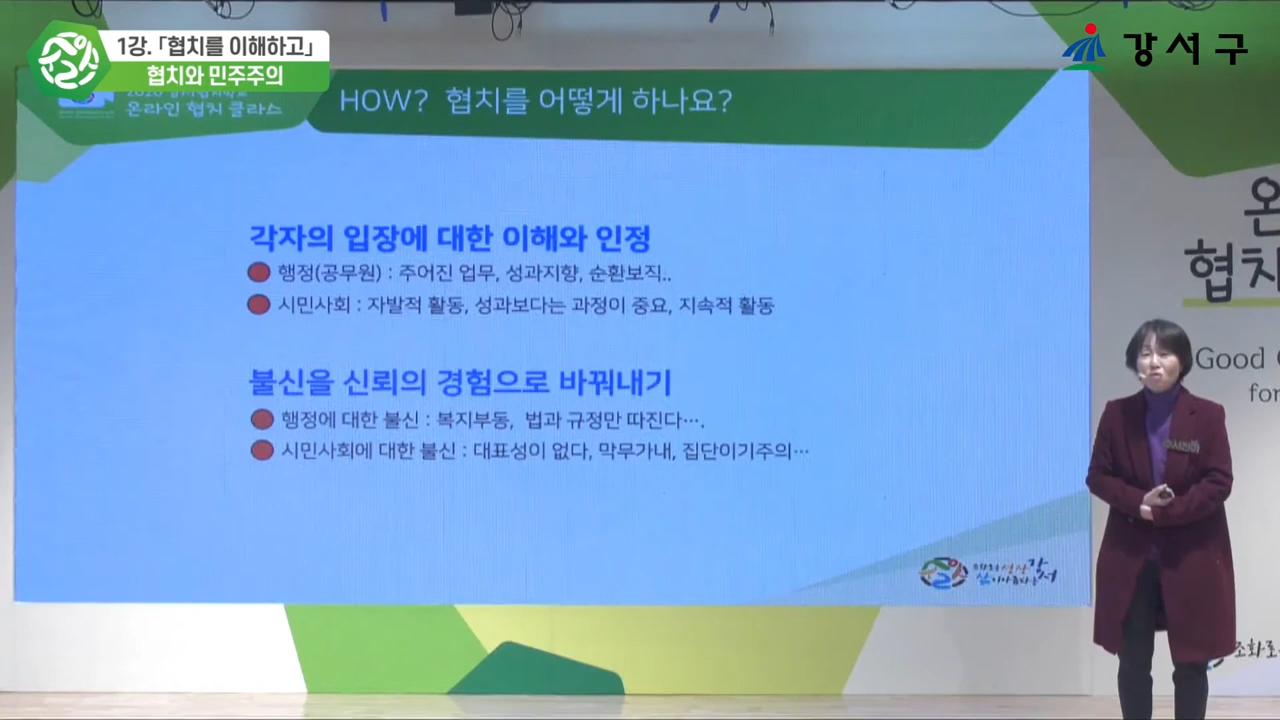 1강. 「협치를 이해하고」
협치와 민주주의
강서구
온라인 협치 클라스
HOW? 협치를 어떻게 하나요?
각자의 입장에 대한 이해와 인정
행정(공무원) : 주어진 업무, 성과지향, 순환보직..
시민사회 : 자발적 활동, 성과보다는 과정이 중요, 지속적 활동
불신을 신뢰의 경험으로 바꿔내기
행정에 대한 불신 : 복지부동, 법과 규정만 따진다….
시민사회에 대한 불신 : 대표성이 없다, 막무가내, 집단이기주의…
온
협치
Good
for
조화로